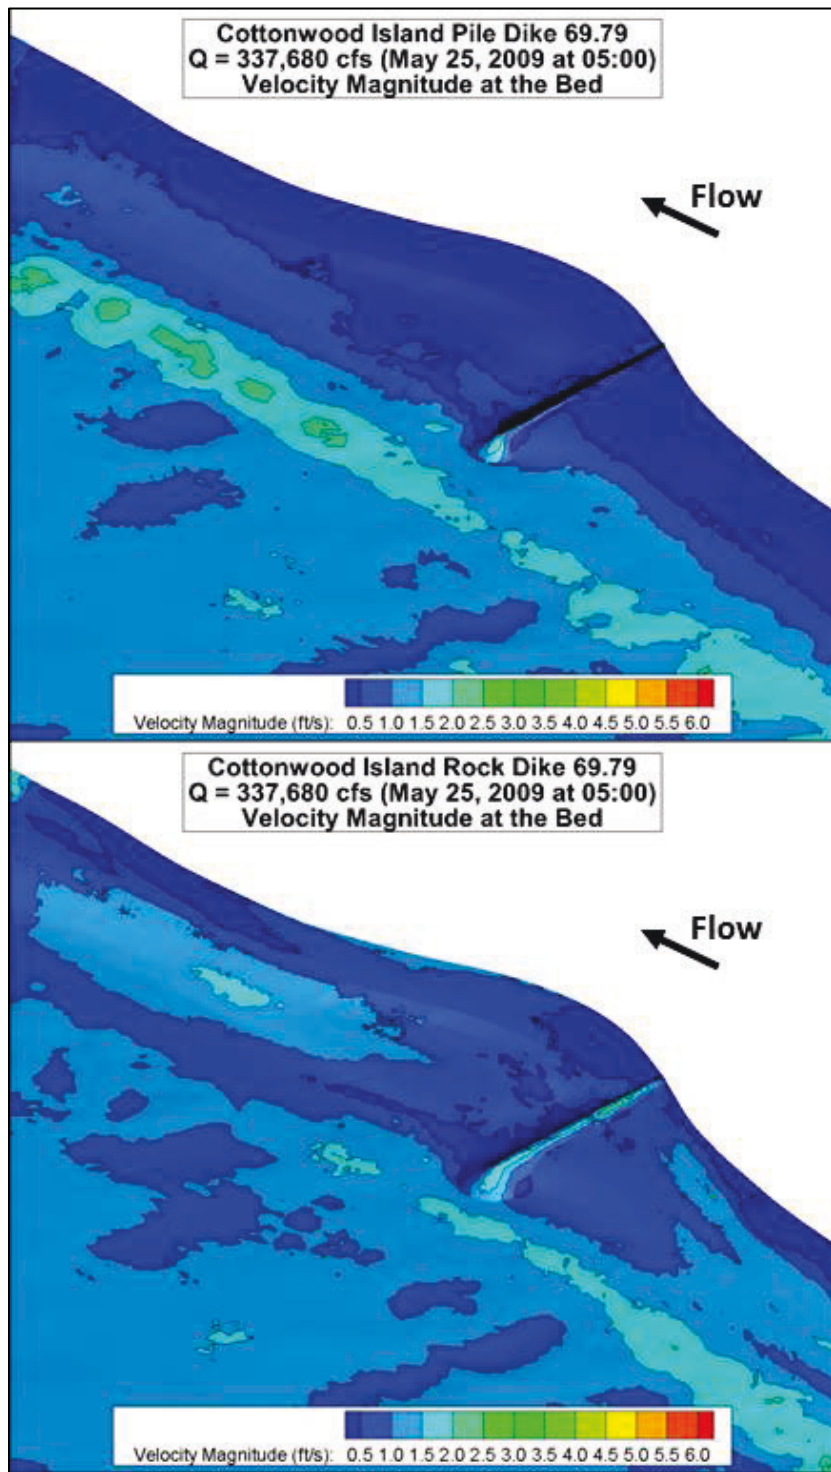 Cottonwood Island Pile Dike 69.79
Q = 337,680 cfs (May 25, 2009 at 05:00)
Velocity Magnitude at the Bed
Flow
Velocity Magnitude (ft/s): 0.5 1.0 1.5 2.0 2.5 3.0 3.5 4.0 4.5 5.0 5.5 6.0
Cottonwood Island Rock Dike 69.79
Q = 337,680 cfs (May 25, 2009 at 05:00)
Velocity Magnitude at the Bed
Flow
Velocity Magnitude (ft/s): 0.5 1.0 1.5 2.0 2.5 3.0 3.5 4.0 4.5 5.0 5.5 6.0